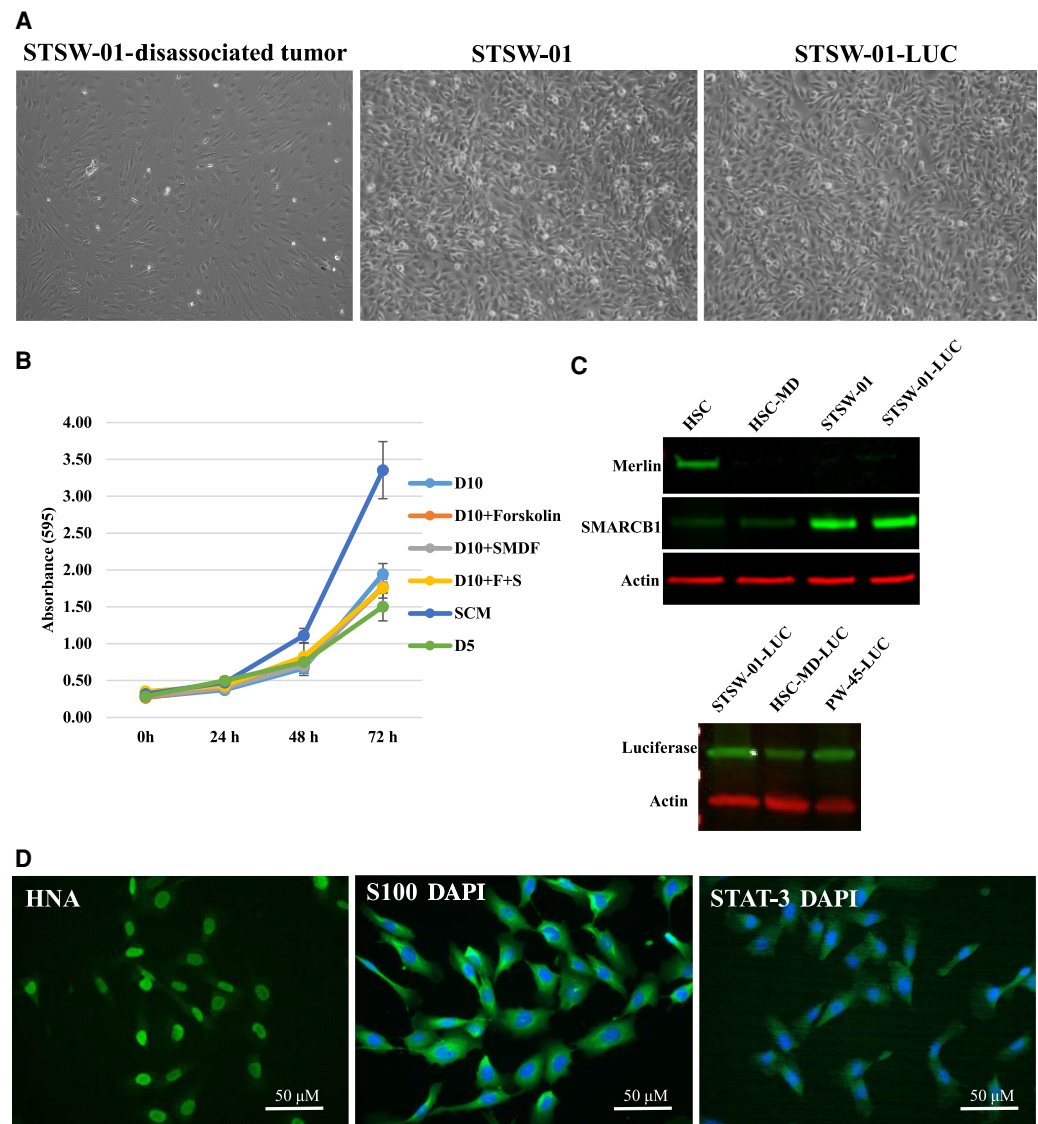 A
STSW-01-disassociated tumor
STSW-01
STSW-01-LUC
B
Absorbance (595)
4.00
3.50
3.00
2.50
2.00
1.50
1.00
0.50
0.00
0h
24 h
48 h
72 h
D10
D10+Forskolin
D10+SMDF
D10+F+S
SCM
D5
C
HSC
HSC-MD
STSW-01
STSW-01-LUC
Merlin
SMARCB1
Actin
STSW-01-LUC
HSC-MD-LUC
PW-45-LUC
Luciferase
Actin
D
HNA
50 µM
S100 DAPI
50 µM
STAT-3 DAPI
50 µM